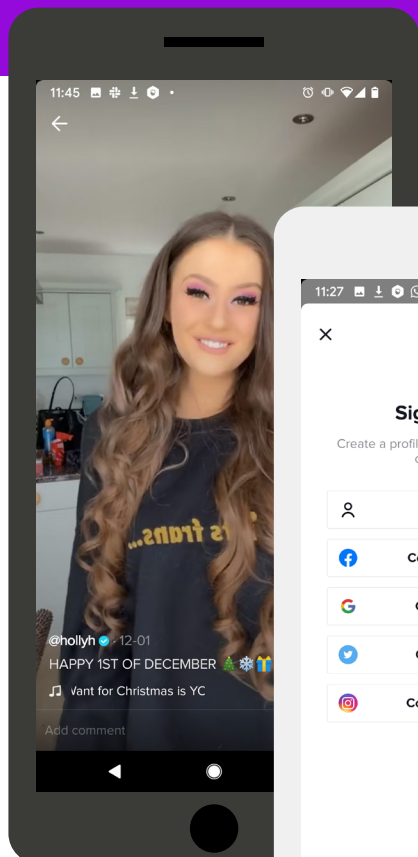 11:45
11:27
Sig
Create a profil
c
Co
Co
@hollyh · 12-01
HAPPY 1ST OF DECEMBER 🎄❄️🎁
Want for Christmas is YC
Add comment